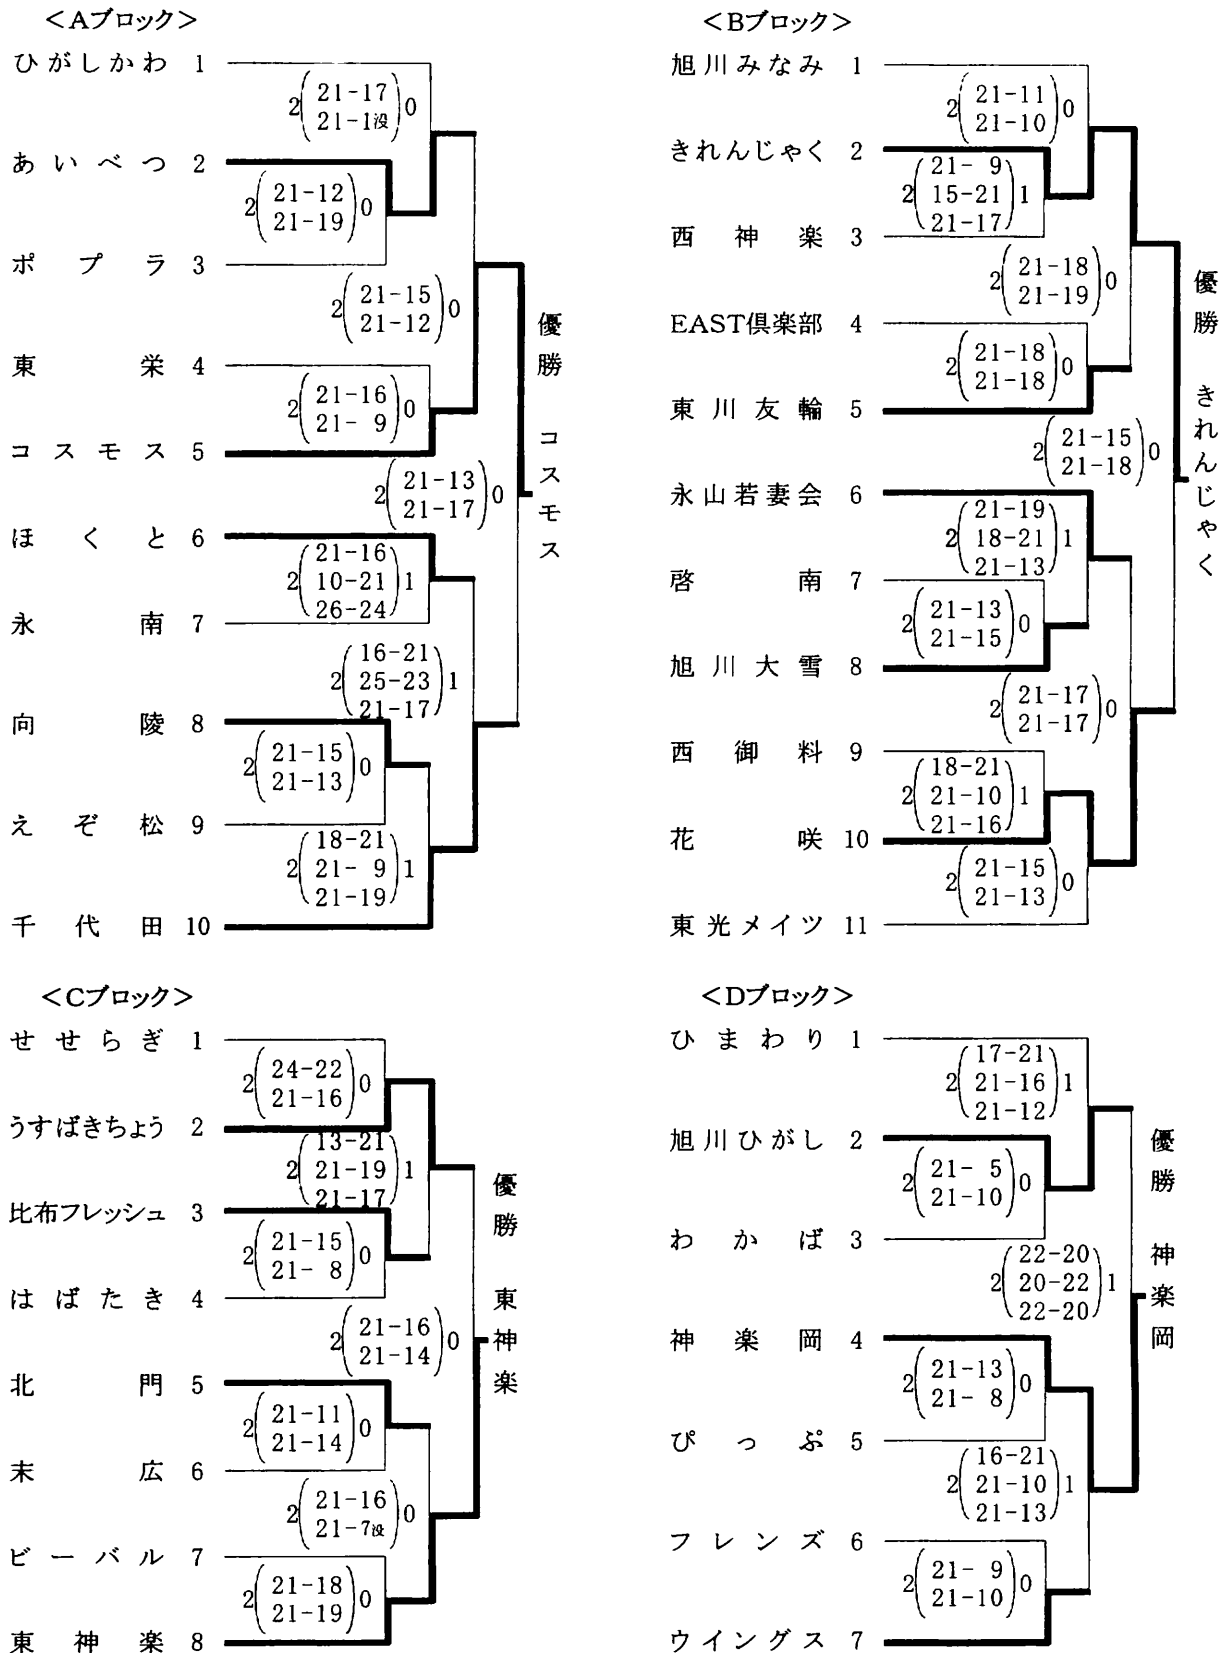 ＜Aブロック＞
ひがしかわ 1
2(21-17 21-1没)0
あいべつ 2
2(21-12 21-19)0
ポプラ 3
2(21-15 21-12)0
東栄 4
2(21-16 21- 9)0
コスモス 5
2(21-13 21-17)0
ほくと 6
2(21-16 10-21 26-24)1
永南 7
2(16-21 25-23 21-17)1
向陵 8
2(21-15 21-13)0
えぞ松 9
2(18-21 21- 9 21-19)1
千代田 10
優勝 コスモス
＜Bブロック＞
旭川みなみ 1
2(21-11 21-10)0
きれんじゃく 2
2(21- 9 15-21 21-17)1
西神楽 3
2(21-18 21-19)0
EAST倶楽部 4
2(21-18 21-18)0
東川友輪 5
2(21-15 21-18)0
永山若妻会 6
2(21-19 18-21 21-13)1
啓南 7
2(21-13 21-15)0
旭川大雪 8
2(21-17 21-17)0
西御料 9
2(18-21 21-10 21-16)1
花咲 10
2(21-15 21-13)0
東光メイツ 11
優勝 きれんじゃく
＜Cブロック＞
せせらぎ 1
2(24-22 21-16)0
うすばきちょう 2
2(13-21 21-19 21-17)1
比布フレッシュ 3
2(21-15 21- 8)0
はばたき 4
2(21-16 21-14)0
北門 5
2(21-11 21-14)0
末広 6
2(21-16 21-7没)0
ビーバル 7
2(21-18 21-19)0
東神楽 8
優勝 東神楽
＜Dブロック＞
ひまわり 1
2(17-21 21-16 21-12)1
旭川ひがし 2
2(21- 5 21-10)0
わかば 3
2(22-20 20-22 22-20)1
神楽岡 4
2(21-13 21- 8)0
ぴっぷ 5
2(16-21 21-10 21-13)1
フレンズ 6
2(21- 9 21-10)0
ウイングス 7
優勝 神楽岡